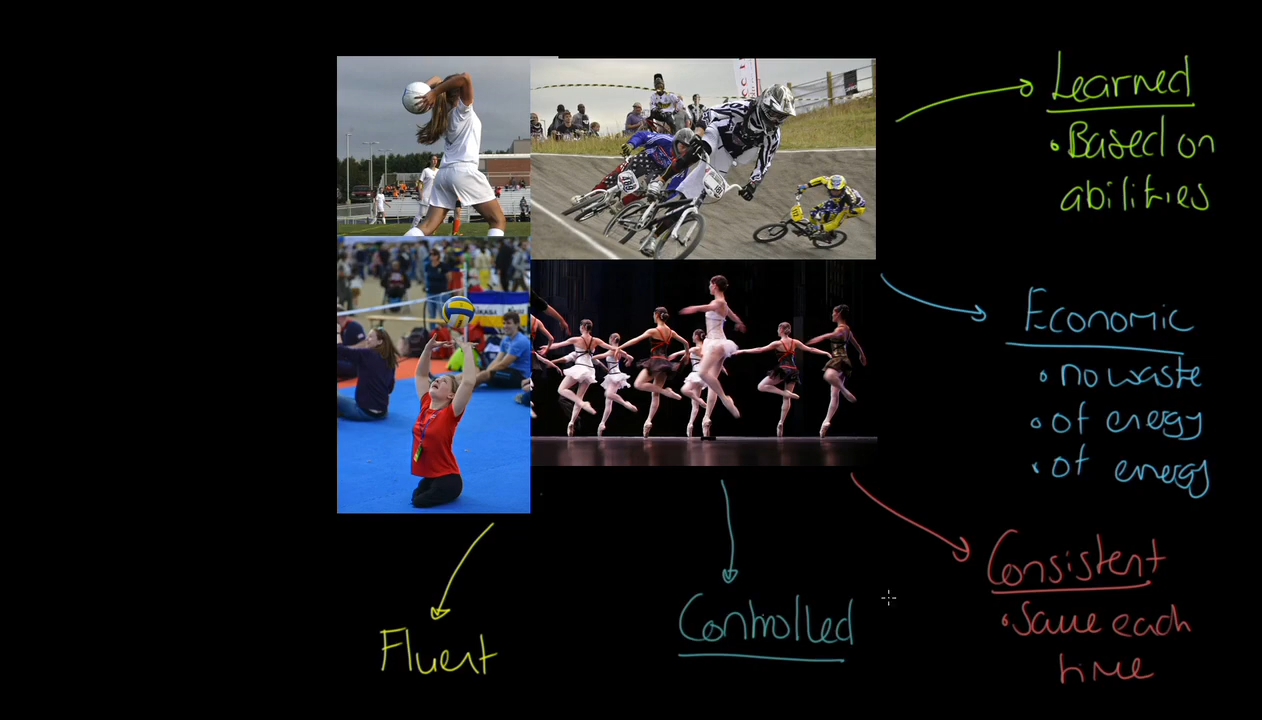 Learned
• Based on
abilities
Economic
• no waste
• of energy
• of energy
Consistent
• Same each
time
Controlled
Fluent